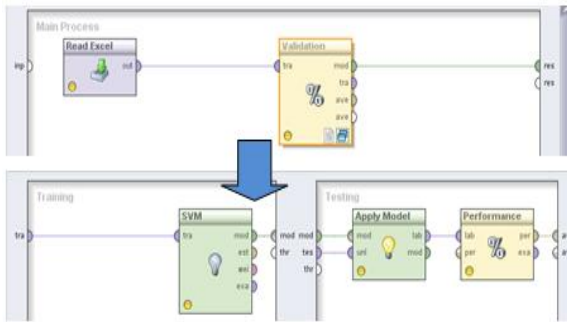 Main Process
Read Excel
Validation
inp
out
tra
mod
res
tra
res
ave
ave
Training
Testing
SVM
Apply Model
Performance
tra
tra
mod
mod
mod
mod
lab
lab
per
est
thr
tes
unl
mod
per
exa
wei
thr
exa